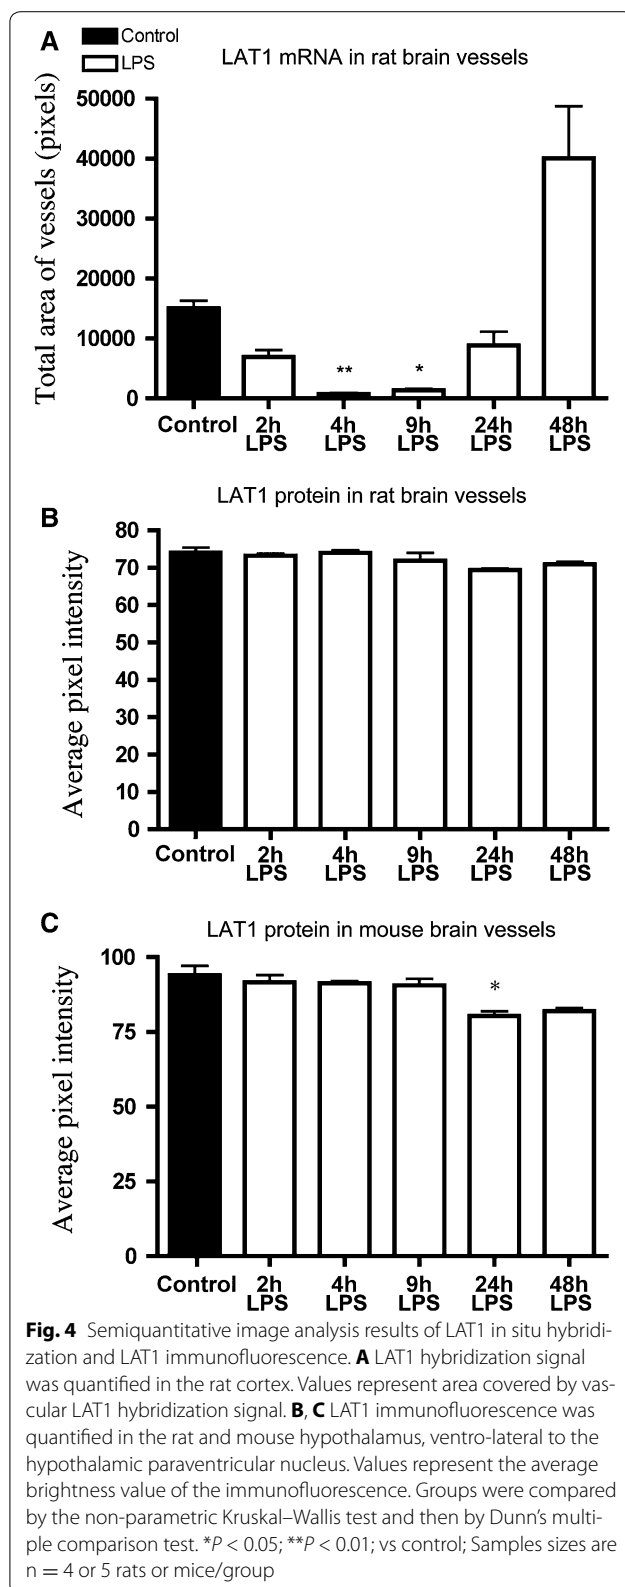 A
Control
LPS
LAT1 mRNA in rat brain vessels
Total area of vessels (pixels)
50000
40000
30000
20000
10000
0
**
*
Control
2h
LPS
4h
LPS
9h
LPS
24h
LPS
48h
LPS
LAT1 protein in rat brain vessels
B
Average pixel intensity
80
70
60
50
40
30
20
10
0
Control
2h
LPS
4h
LPS
9h
LPS
24h
LPS
48h
LPS
C
LAT1 protein in mouse brain vessels
Average pixel intensity
100
75
50
25
0
*
Control
2h
LPS
4h
LPS
9h
LPS
24h
LPS
48h
LPS
Fig. 4 Semiquantitative image analysis results of LAT1 in situ hybridi-
zation and LAT1 immunofluorescence. A LAT1 hybridization signal
was quantified in the rat cortex. Values represent area covered by vas-
cular LAT1 hybridization signal. B, C LAT1 immunofluorescence was
quantified in the rat and mouse hypothalamus, ventro-lateral to the
hypothalamic paraventricular nucleus. Values represent the average
brightness value of the immunofluorescence. Groups were compared
by the non-parametric Kruskal–Wallis test and then by Dunn's multi-
ple comparison test. *P < 0.05; **P < 0.01; vs control; Samples sizes are
n = 4 or 5 rats or mice/group